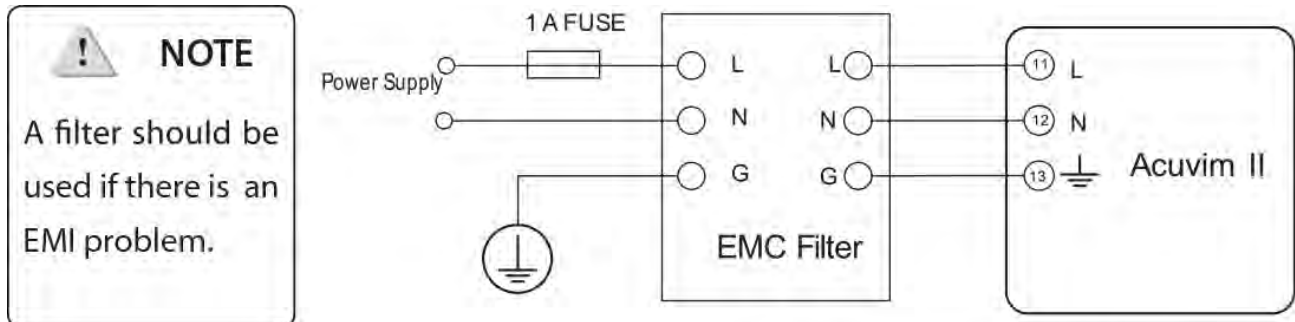 !
NOTE
A filter should be
used if there is an
EMI problem.
1 A FUSE
Power Supply
L
N
G
L
N
G
EMC Filter
11 L
12 N
13
Acuvim II